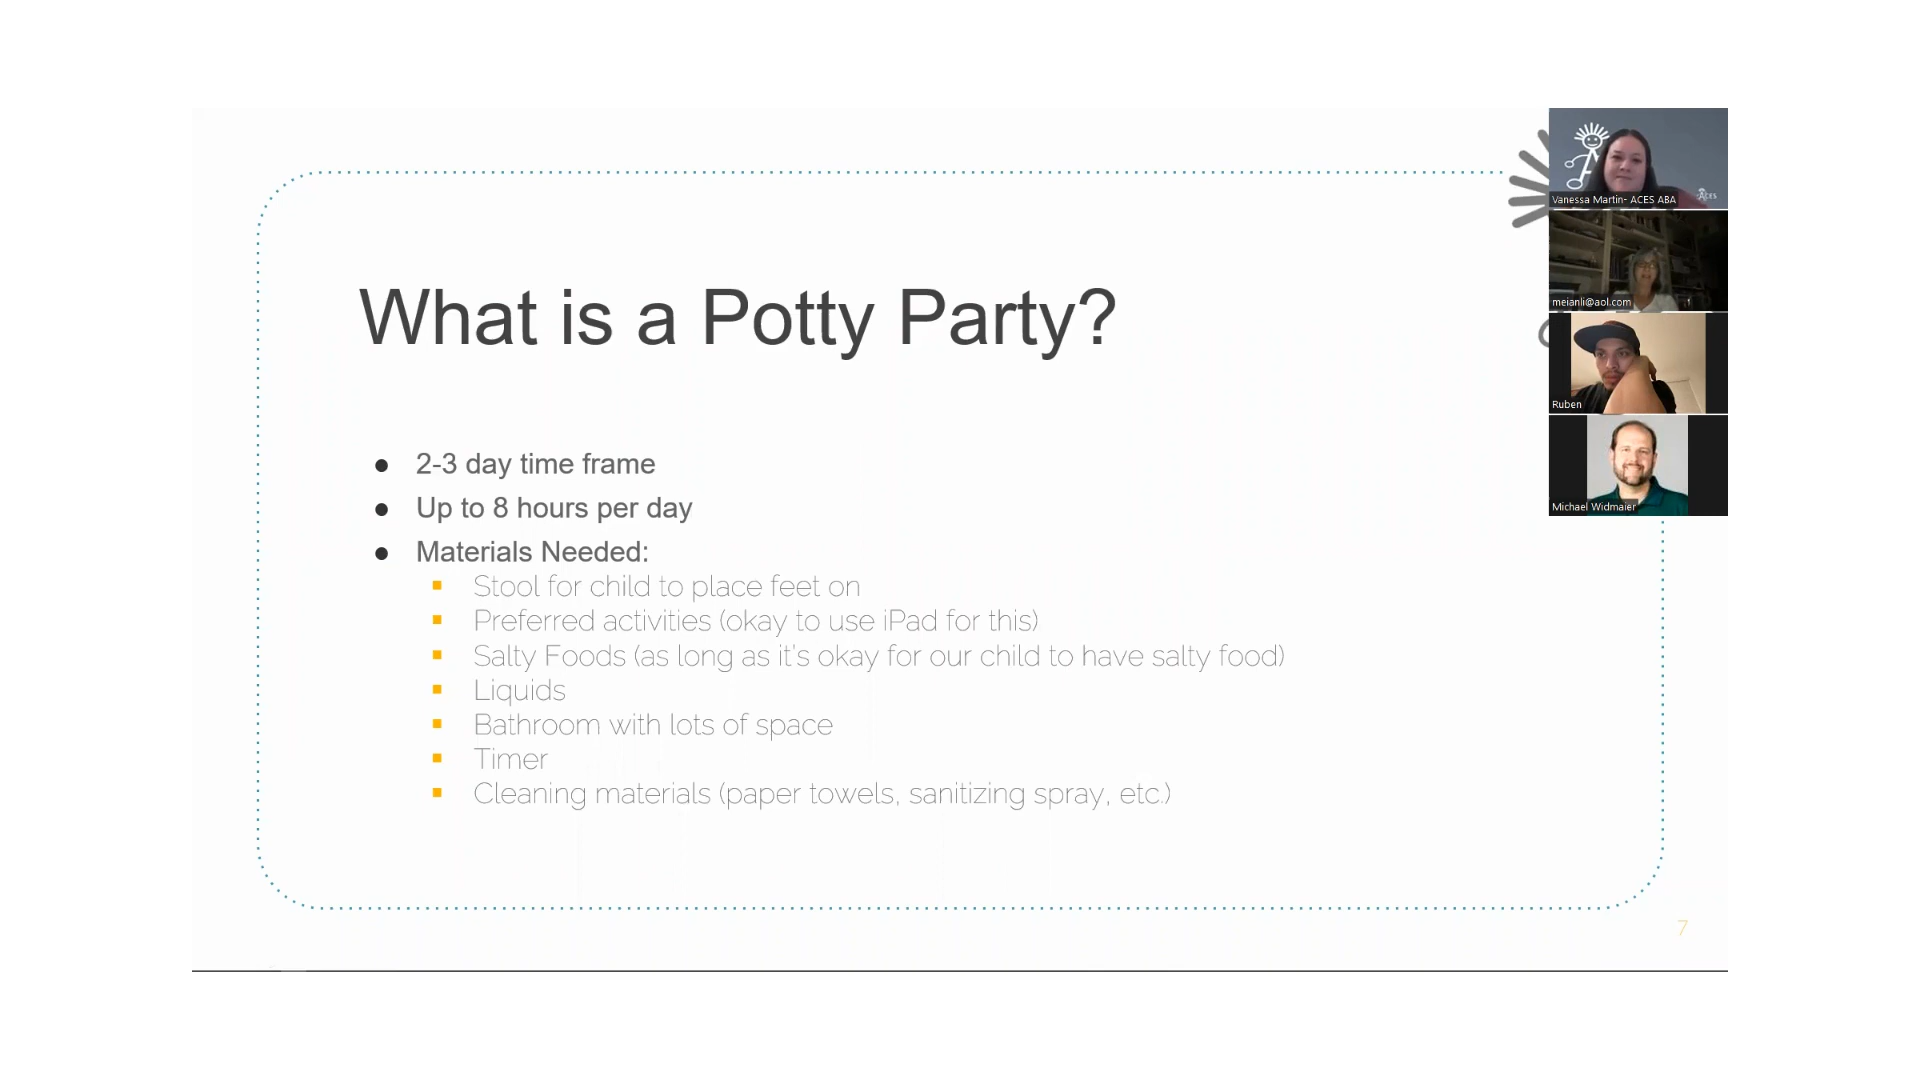 What is a Potty Party?
● 2-3 day time frame
● Up to 8 hours per day
● Materials Needed:
▪ Stool for child to place feet on
▪ Preferred activities (okay to use iPad for this)
▪ Salty Foods (as long as it's okay for our child to have salty food)
▪ Liquids
▪ Bathroom with lots of space
▪ Timer
▪ Cleaning materials (paper towels, sanitizing spray, etc.)
7
Vanessa Martin- ACES ABA
ACES
meianli@aol.com
Ruben
Michael Widmaier